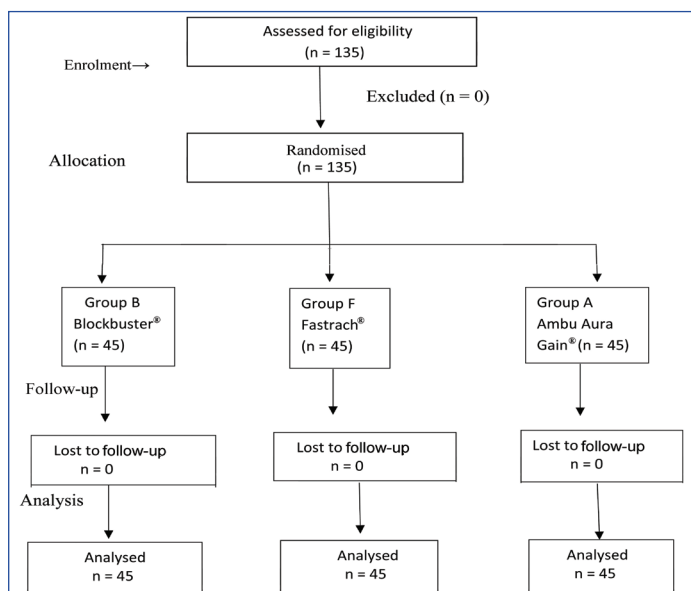 Assessed for eligibility
(n = 135)
Enrolment→
Excluded (n = 0)
Randomised
(n = 135)
Allocation
Group B
Blockbuster®
(n = 45)
Group F
Fastrach®
(n = 45)
Group A
Ambu Aura
Gain® (n = 45)
Follow-up
Lost to follow-up
n = 0
Lost to follow-up
n = 0
Lost to follow-up
n = 0
Analysis
Analysed
n = 45
Analysed
n = 45
Analysed
n = 45